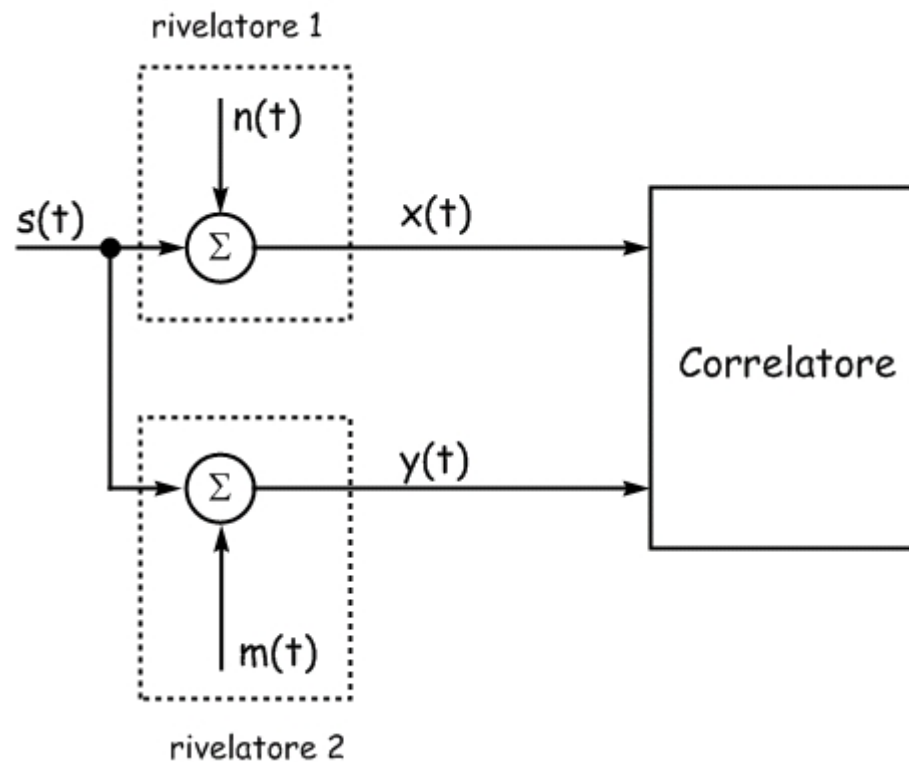 rivelatore 1
n(t)
s(t)
Σ
x(t)
Correlatore
Σ
y(t)
m(t)
rivelatore 2